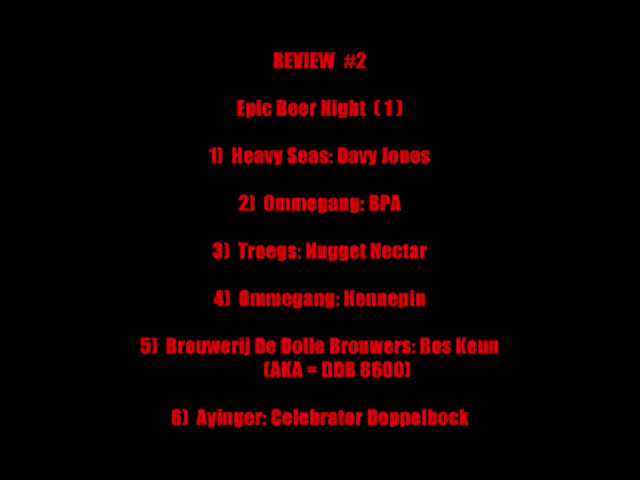 REVIEW #2
Epic Beer Night ( 1 )
1) Heavy Seas: Davy Jones
2) Ommegang: BPA
3) Troegs: Nugget Nectar
4) Ommegang: Hennepin
5) Brouwerij De Dolle Brouwers: Bos Keun
(AKA = DDB 8600)
6) Ayinger: Celebrator Doppelbock